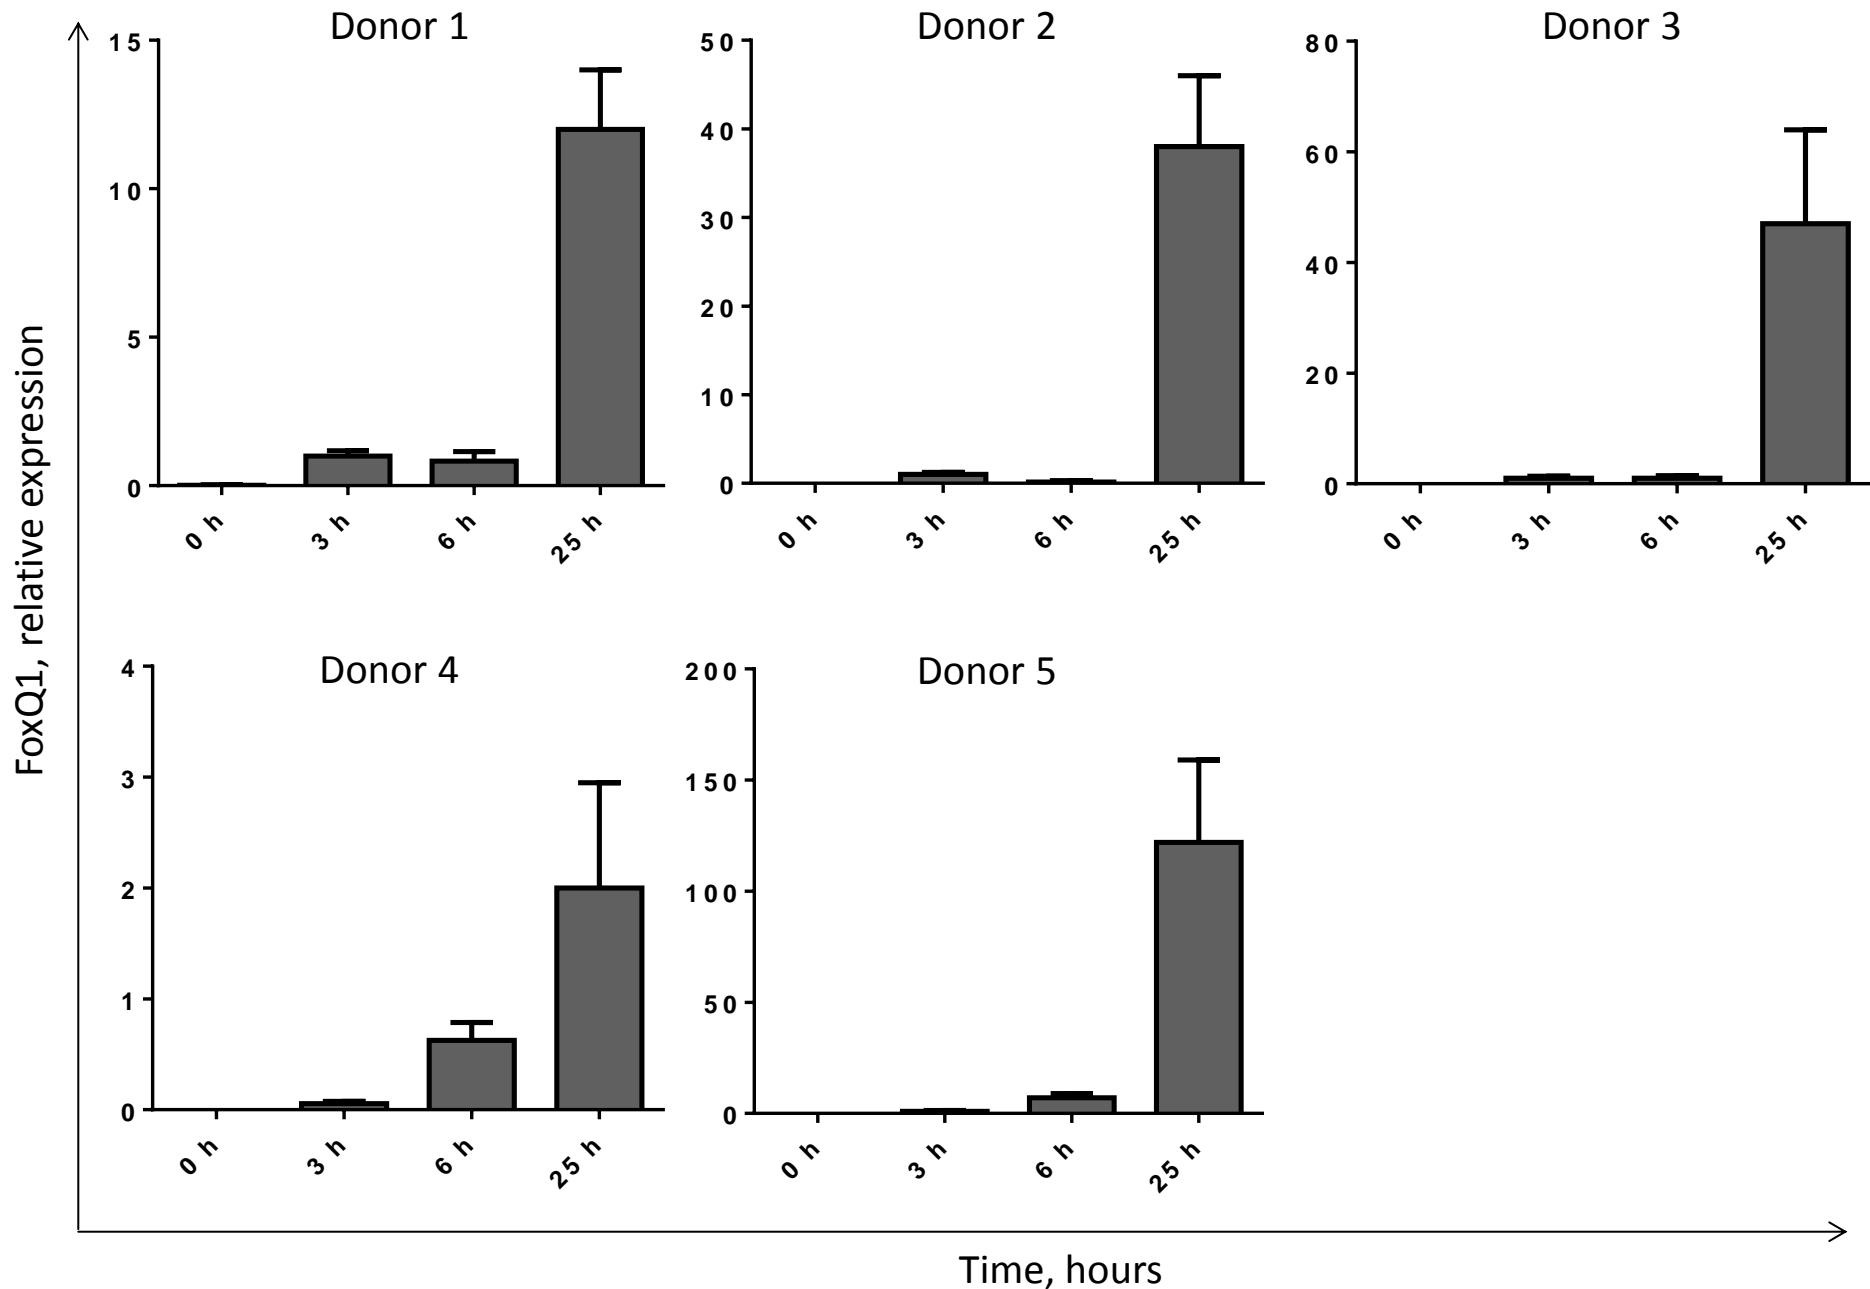 Donor 1
15
10
5
0
0 h
3 h
6 h
25 h
Donor 2
50
40
30
20
10
0
0 h
3 h
6 h
25 h
Donor 3
80
60
40
20
0
0 h
3 h
6 h
25 h
FoxQ1, relative expression
Donor 4
4
3
2
1
0
0 h
3 h
6 h
25 h
Donor 5
200
150
100
50
0
0 h
3 h
6 h
25 h
Time, hours